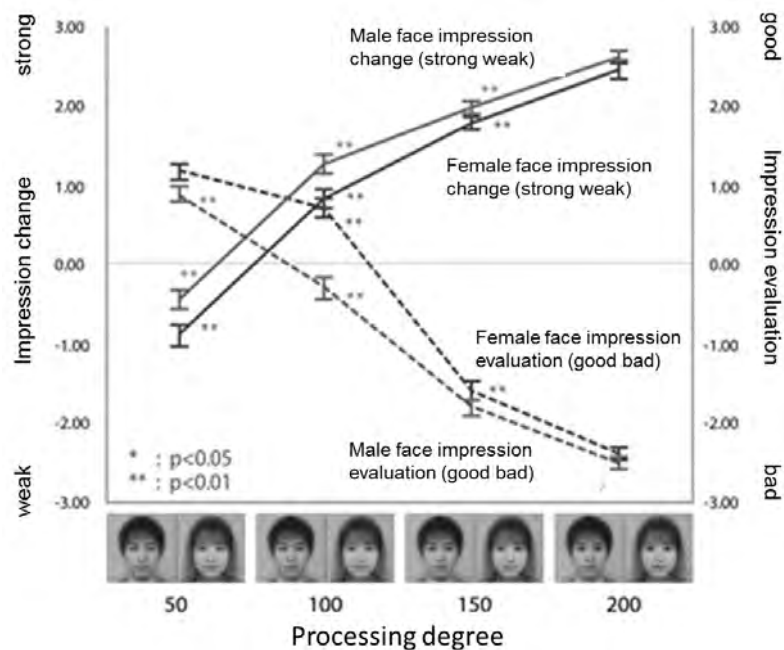 strong
Impression change
weak
3.00
2.00
1.00
0.00
-1.00
-2.00
-3.00
Male face impression
change (strong weak)
**
**
**
**
**
**
**
**
**
**
Female face impression
change (strong weak)
Female face impression
evaluation (good bad)
Male face impression
evaluation (good bad)
* : p<0.05
** : p<0.01
3.00
2.00
1.00
0.00
-1.00
-2.00
-3.00
good
Impression evaluation
bad
50
100
150
200
Processing degree